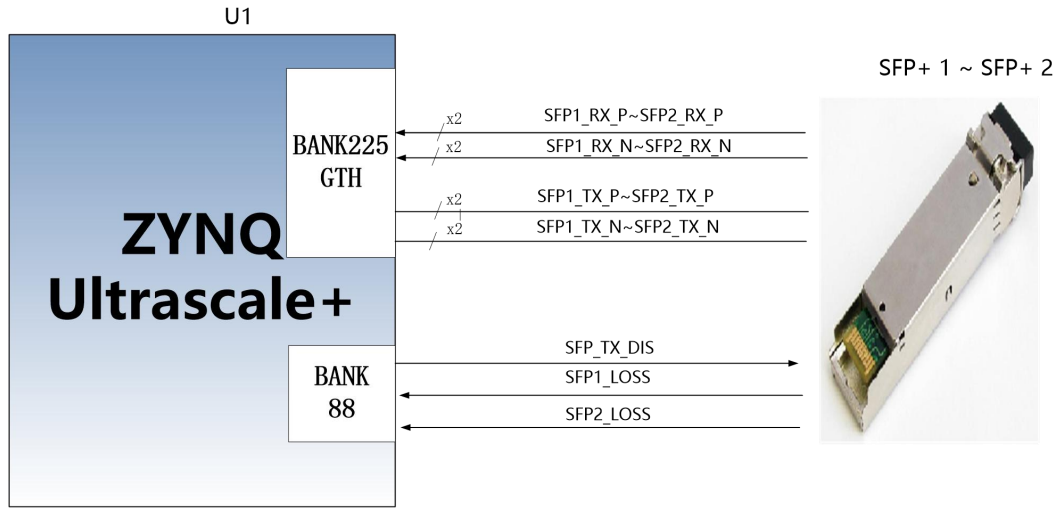 U1
SFP+ 1 ~ SFP+ 2
BANK225
GTH
x2
SFP1_RX_P~SFP2_RX_P
x2
SFP1_RX_N~SFP2_RX_N
x2
SFP1_TX_P~SFP2_TX_P
x2
SFP1_TX_N~SFP2_TX_N
ZYNQ
Ultrascale+
BANK
88
SFP_TX_DIS
SFP1_LOSS
SFP2_LOSS